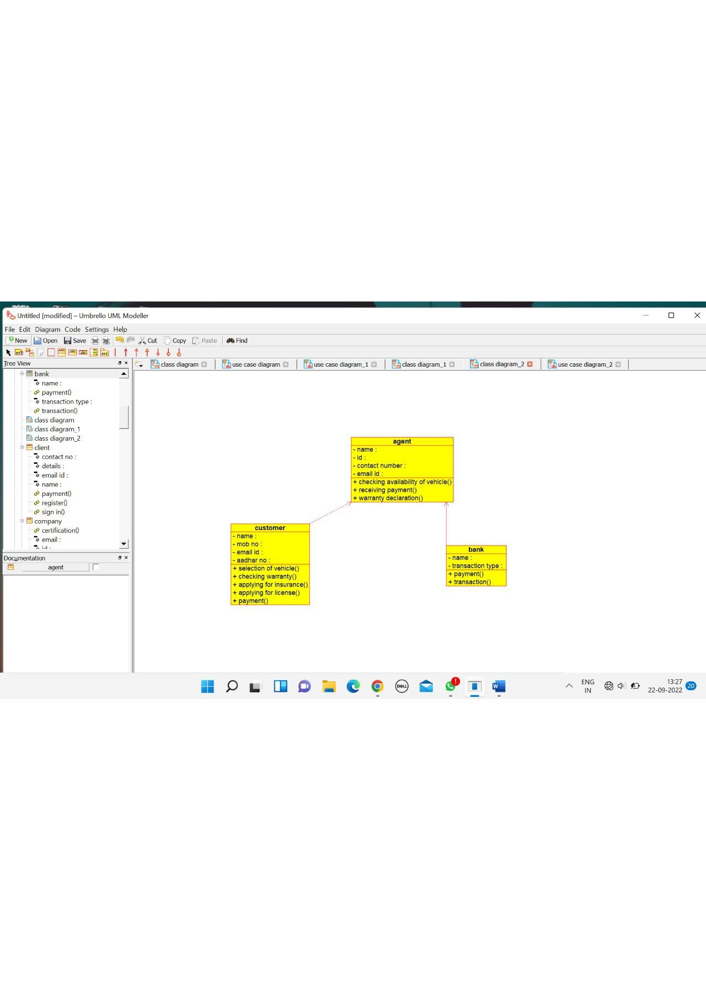 Untitled [modified] – Umbrello UML Modeller
File Edit Diagram Code Settings Help
New Open Save Cut Copy Paste Find
Tree View
class diagram use case diagram use case diagram_1 class diagram_1 class diagram_2 use case diagram_2
bank
name :
payment()
transaction type :
transaction()
class diagram
class diagram_1
class diagram_2
client
contact no :
details :
email id :
name :
payment()
register()
sign in()
company
certification()
email :
id :
Documentation
agent
agent
- name :
- id :
- contact number :
- email id :
+ checking availability of vehicle()
+ receiving payment()
+ warranty declaration()
customer
- name :
- mob no :
- email id :
- aadhar no :
+ selection of vehicle()
+ checking warranty()
+ applying for insurance()
+ applying for license()
+ payment()
bank
- name :
- transaction type :
+ payment()
+ transaction()
DELL
W
ENG
IN
13:27
22-09-2022
20